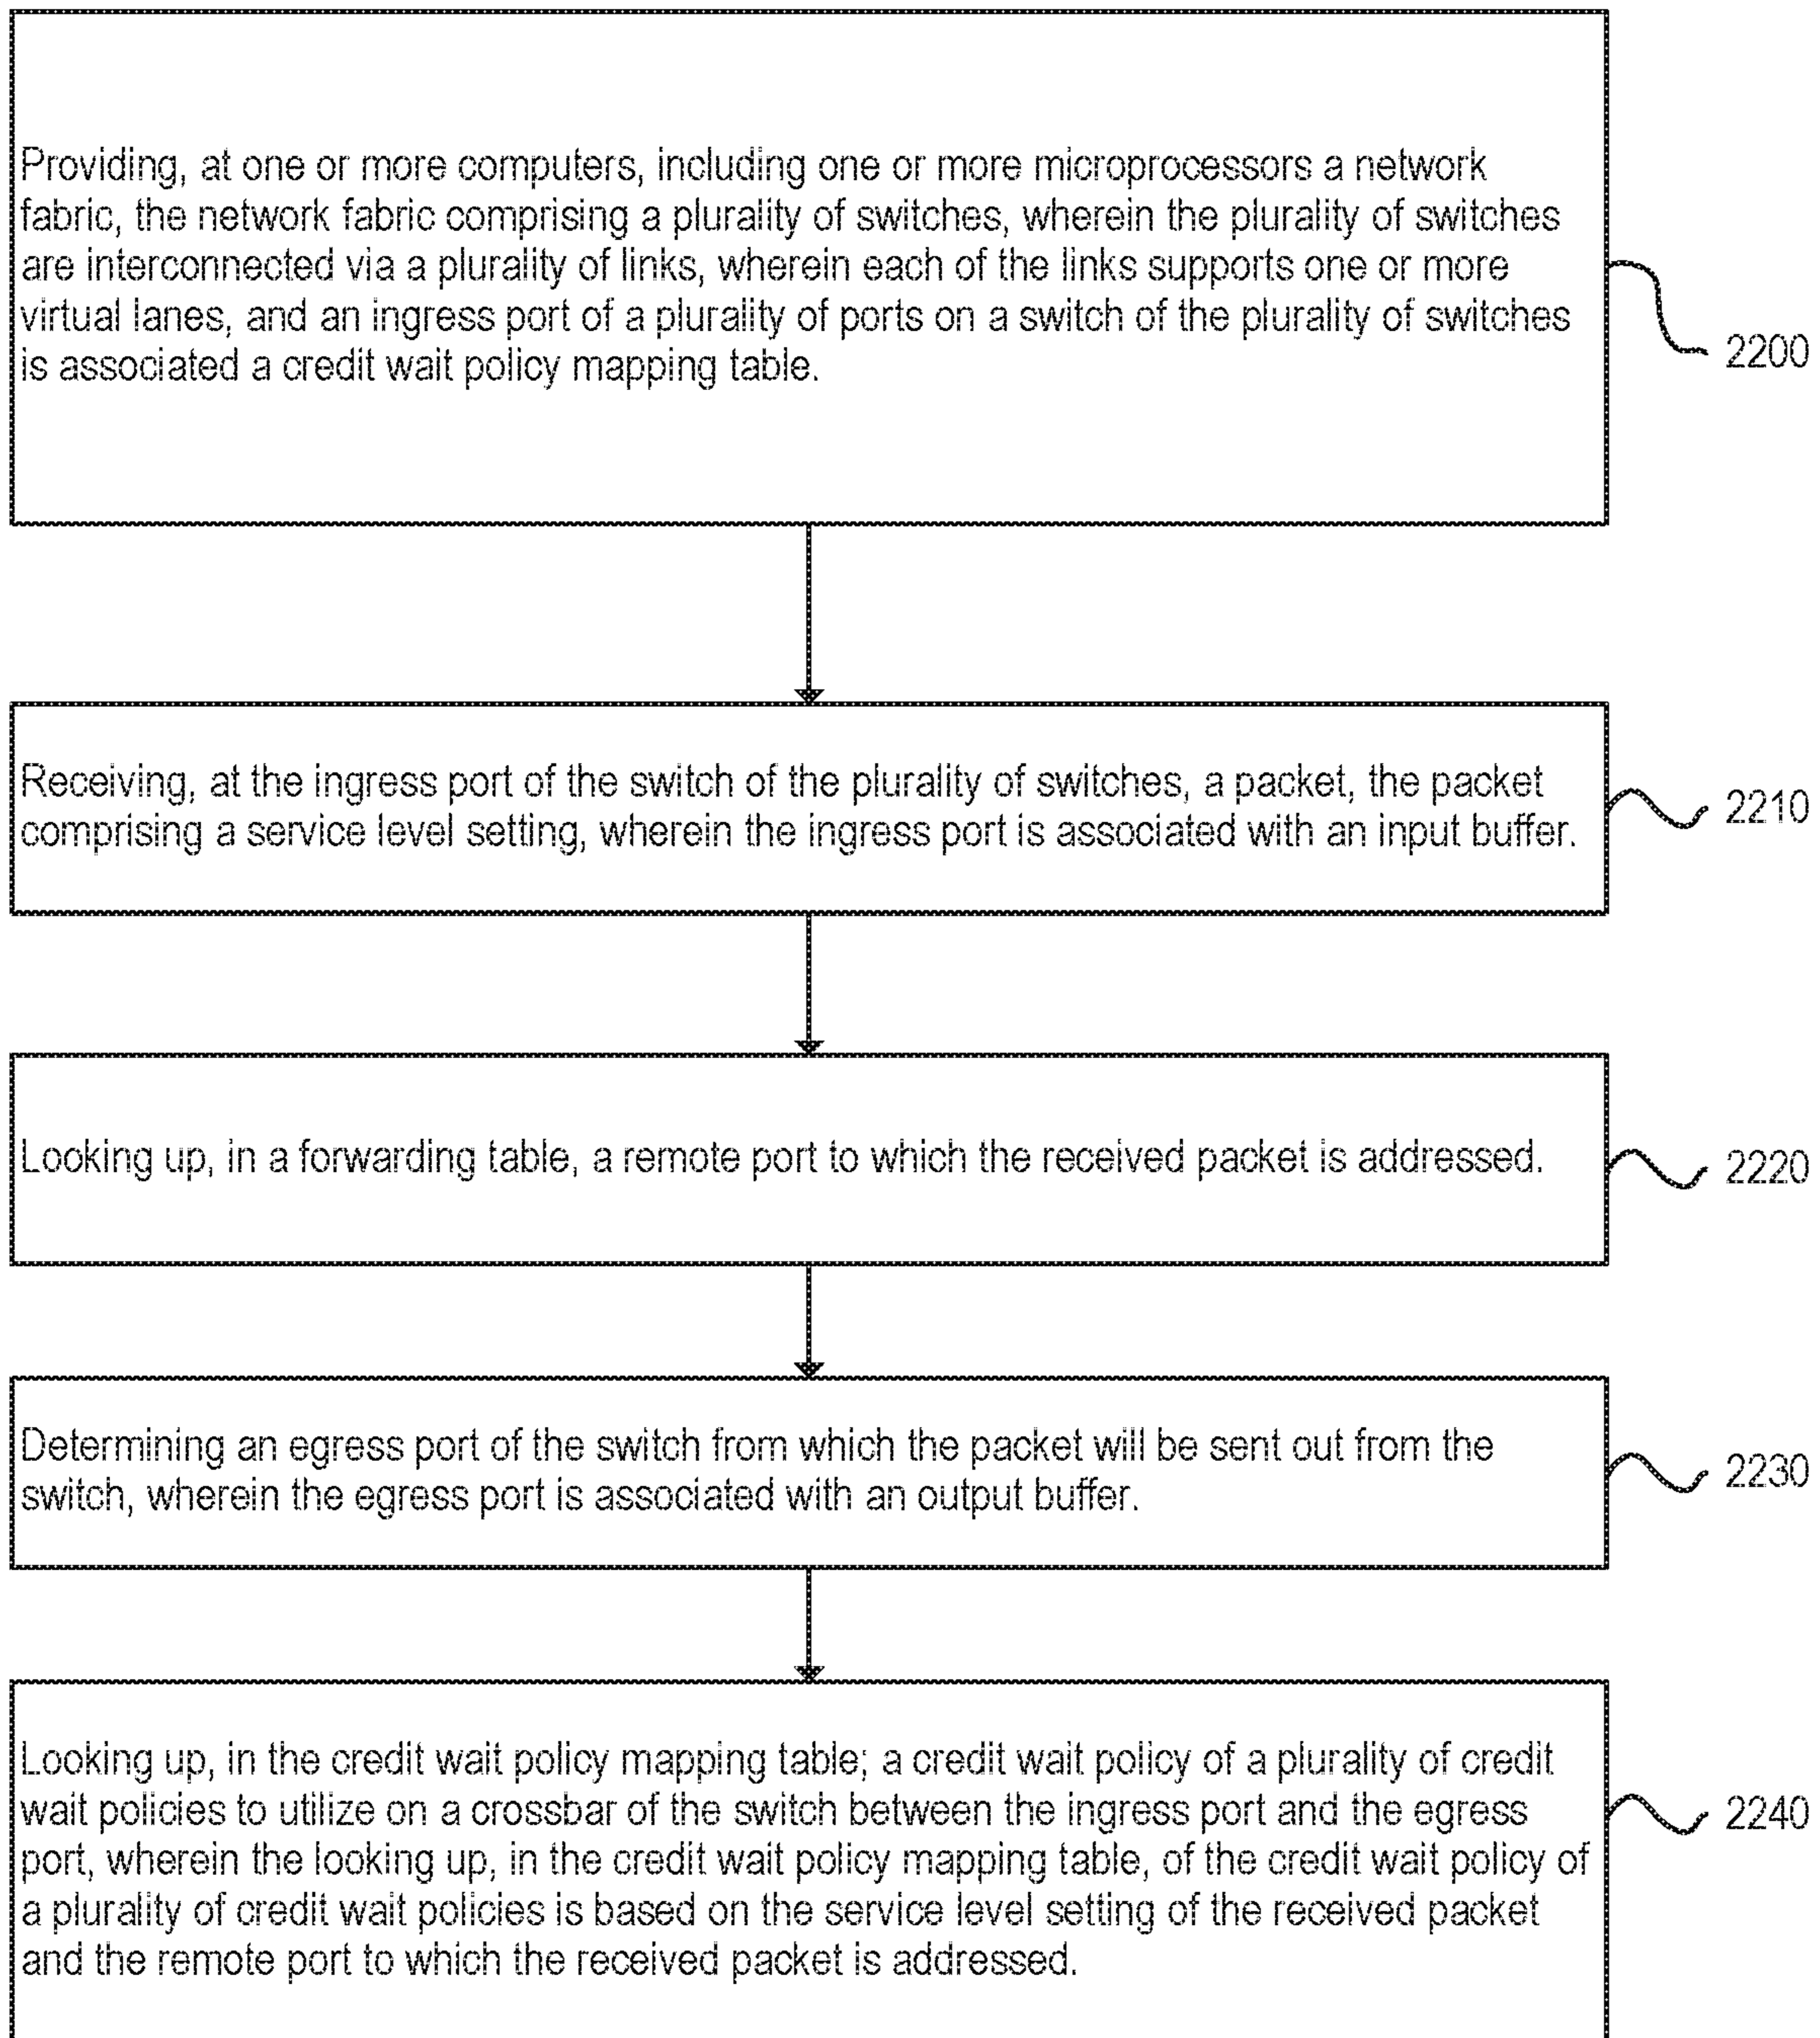 Providing, at one or more computers, including one or more microprocessors a network
fabric, the network fabric comprising a plurality of switches, wherein the plurality of switches
are interconnected via a plurality of links, wherein each of the links supports one or more
virtual lanes, and an ingress port of a plurality of ports on a switch of the plurality of switches
is associated a credit wait policy mapping table.
2200
Receiving, at the ingress port of the switch of the plurality of switches, a packet, the packet
comprising a service level setting, wherein the ingress port is associated with an input buffer.
2210
Looking up, in a forwarding table, a remote port to which the received packet is addressed.
2220
Determining an egress port of the switch from which the packet will be sent out from the
switch, wherein the egress port is associated with an output buffer.
2230
Looking up, in the credit wait policy mapping table; a credit wait policy of a plurality of credit
wait policies to utilize on a crossbar of the switch between the ingress port and the egress
port, wherein the looking up, in the credit wait policy mapping table, of the credit wait policy of
a plurality of credit wait policies is based on the service level setting of the received packet
and the remote port to which the received packet is addressed.
2240